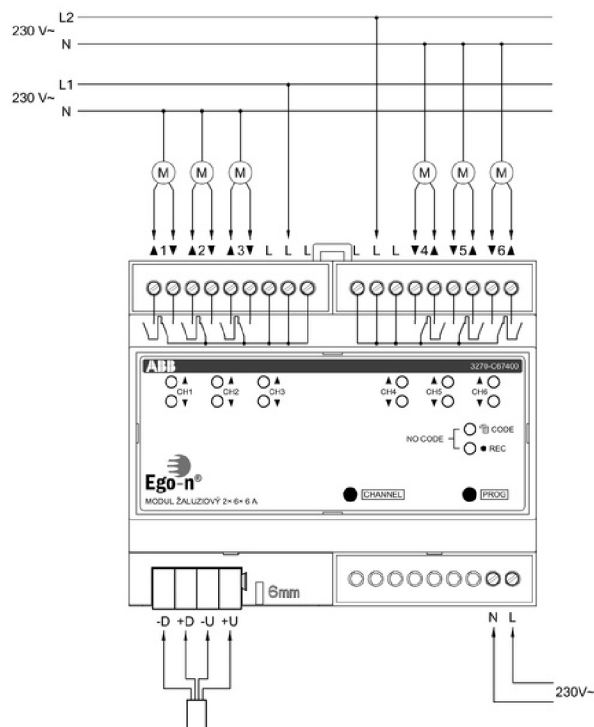 L2
230 V~
N
L1
230 V~
N
M M M M M M
▲1▼ ▲2▼ ▲3▼ L L L L L L ▼4▲ ▼5▲ ▼6▲
ABB 3270-C67400
CH1 CH2 CH3 CH4 CH5 CH6
CODE
NO CODE
REC
Ego-n®
MODUL ŽALUZIOVÝ 2× 6× 6 A
CHANNEL PROG
6mm
-D +D -U +U
N L
230V~